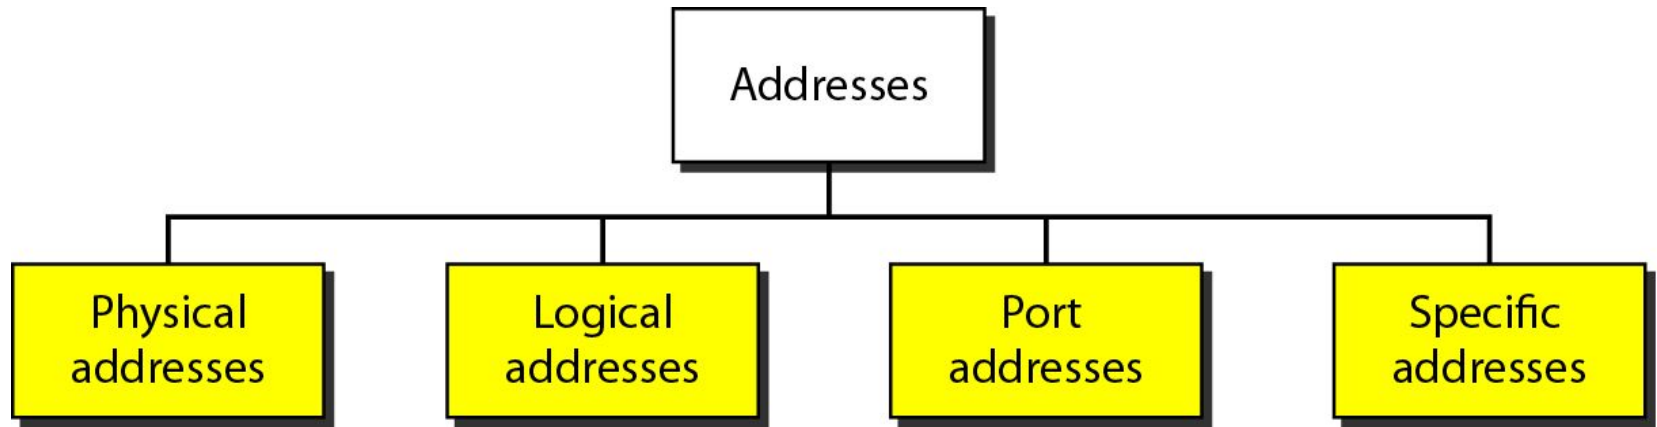 Addresses
Physical
addresses
Logical
addresses
Port
addresses
Specific
addresses